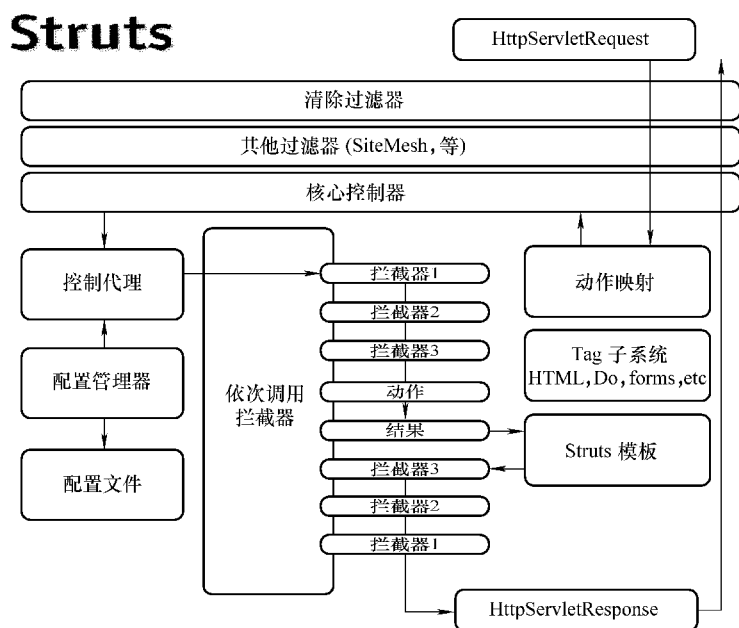 Struts
HttpServletRequest
清除过滤器
其他过滤器 (SiteMesh,等)
核心控制器
控制代理
配置管理器
配置文件
依次调用
拦截器
拦截器1
拦截器2
拦截器3
动作
结果
拦截器3
拦截器2
拦截器1
动作映射
Tag 子系统
HTML,Do,forms,etc
Struts 模板
HttpServletResponse